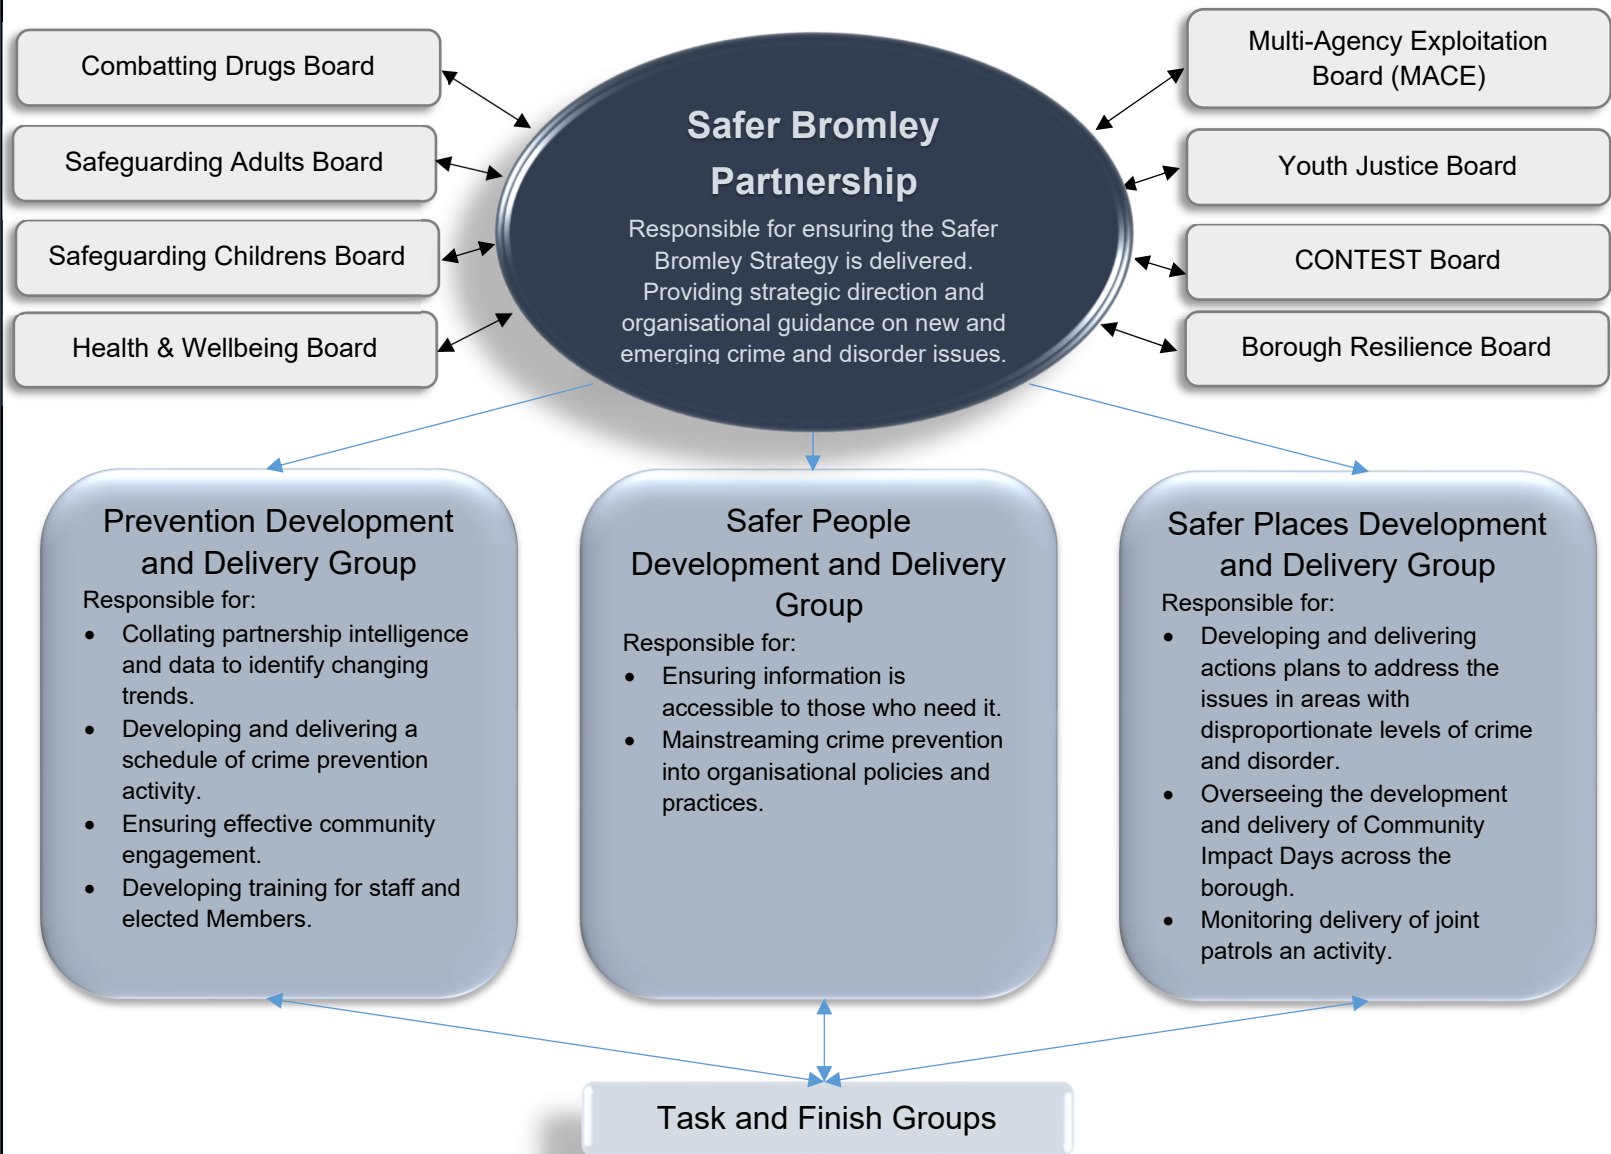 Combatting Drugs Board
Safeguarding Adults Board
Safeguarding Childrens Board
Health & Wellbeing Board
Safer Bromley
Partnership
Responsible for ensuring the Safer
Bromley Strategy is delivered.
Providing strategic direction and
organisational guidance on new and
emerging crime and disorder issues.
Multi-Agency Exploitation
Board (MACE)
Youth Justice Board
CONTEST Board
Borough Resilience Board
Prevention Development
and Delivery Group
Responsible for:
• Collating partnership intelligence
and data to identify changing
trends.
• Developing and delivering a
schedule of crime prevention
activity.
• Ensuring effective community
engagement.
• Developing training for staff and
elected Members.
Safer People
Development and Delivery
Group
Responsible for:
• Ensuring information is
accessible to those who need it.
• Mainstreaming crime prevention
into organisational policies and
practices.
Safer Places Development
and Delivery Group
Responsible for:
• Developing and delivering
actions plans to address the
issues in areas with
disproportionate levels of crime
and disorder.
• Overseeing the development
and delivery of Community
Impact Days across the
borough.
• Monitoring delivery of joint
patrols an activity.
Task and Finish Groups